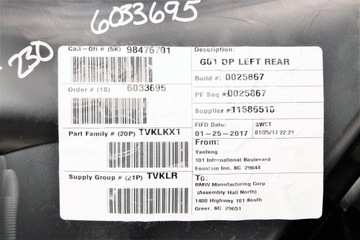 6033695
230
Call-Off # (5K) 98476701
Description:
G01 DP LEFT REAR
Build #: 0025867
Order # (1S) 6033695
PF Seq #0025867
Supplier #11586510
Part Family # (20P) TVKLKX1
FIFO Date: SWET
01-25-2017 01/25/17 22:21
From:
Yanfeng
101 International Boulevard
Fountain Inn, SC 29644
Supply Group # (21P) TVKLR
To:
BMW Manufacturing Corp
(Assembly Hall North)
1400 Highway 101 South
Greer, SC 29651